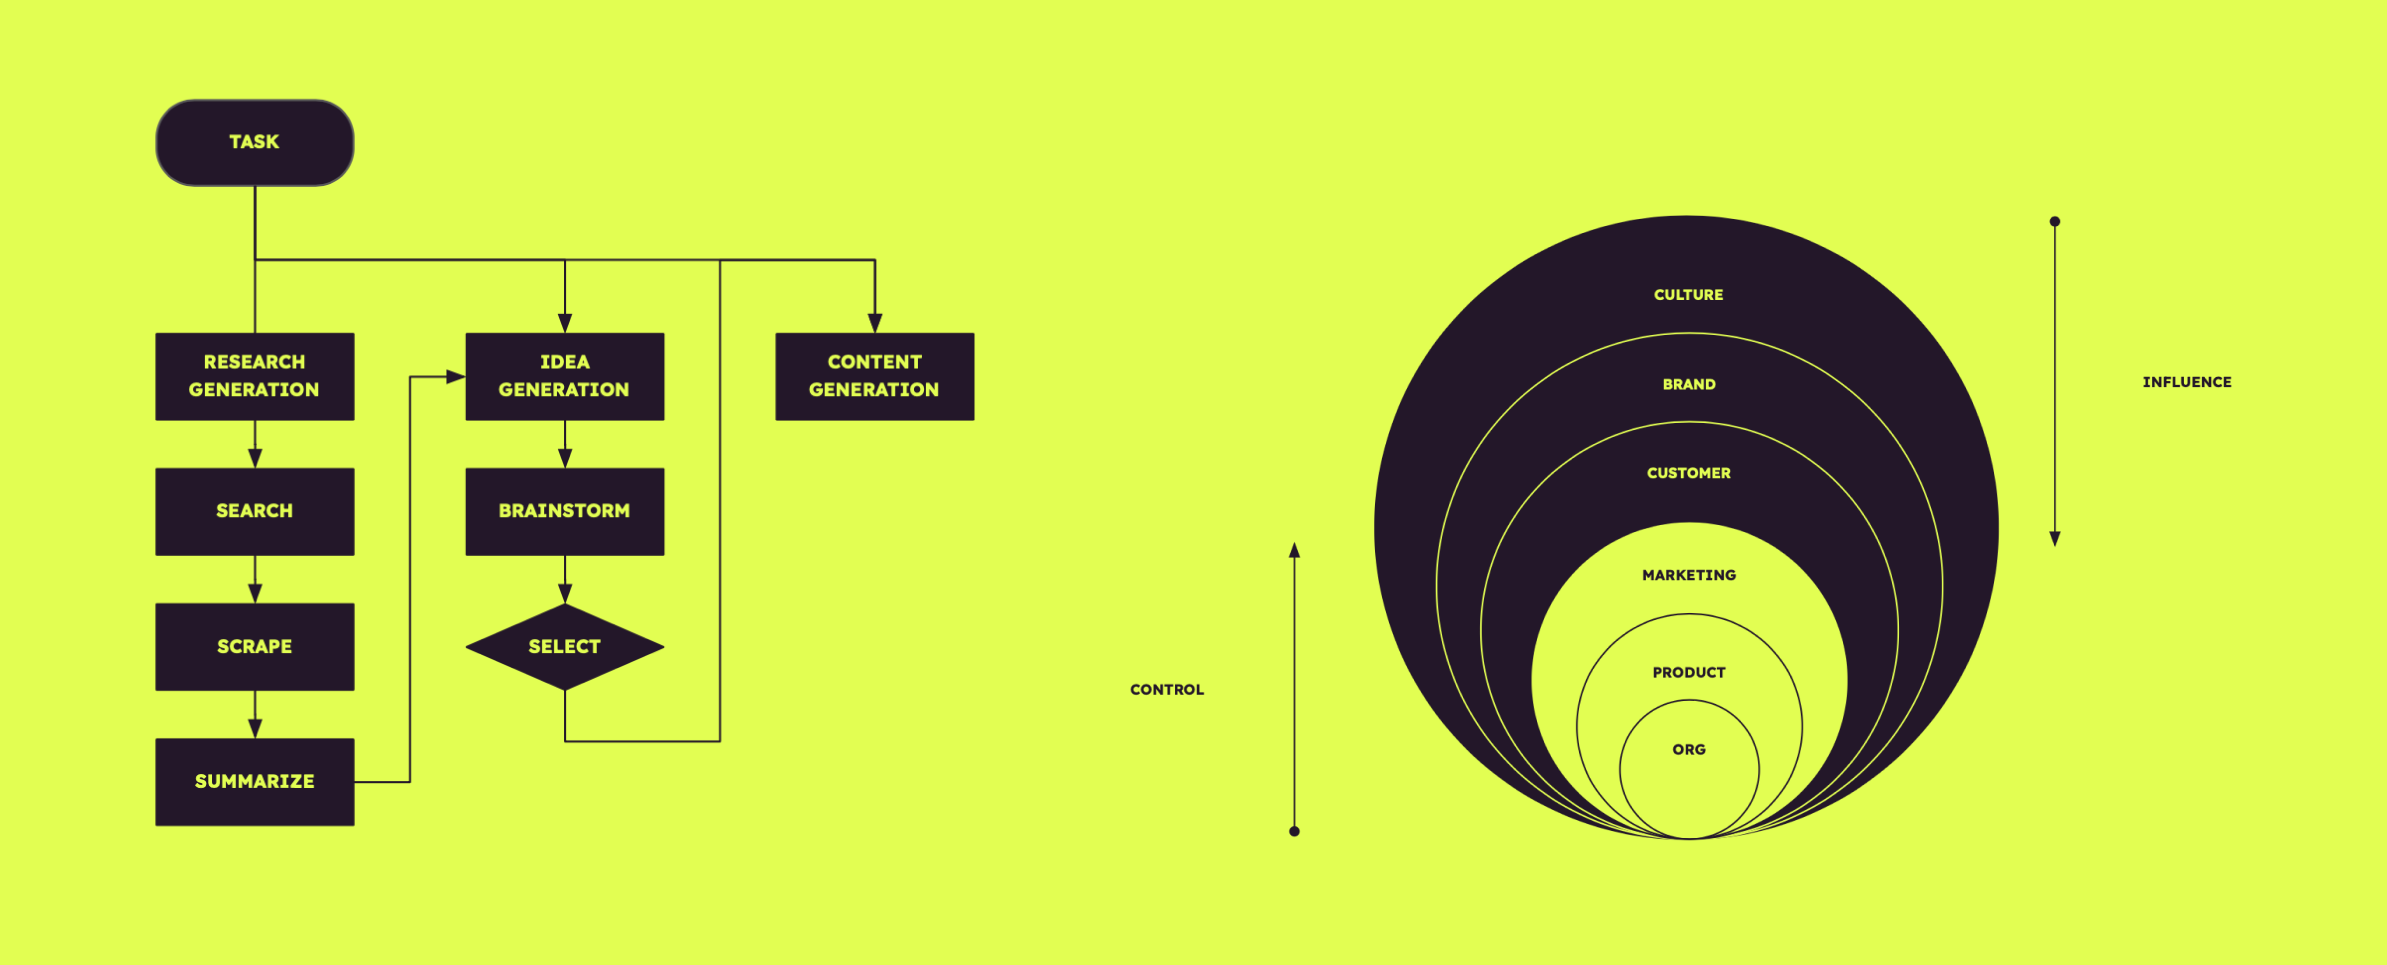 TASK
RESEARCH
GENERATION
SEARCH
SCRAPE
SUMMARIZE
IDEA
GENERATION
BRAINSTORM
SELECT
CONTENT
GENERATION
CULTURE
BRAND
CUSTOMER
MARKETING
PRODUCT
ORG
CONTROL
INFLUENCE